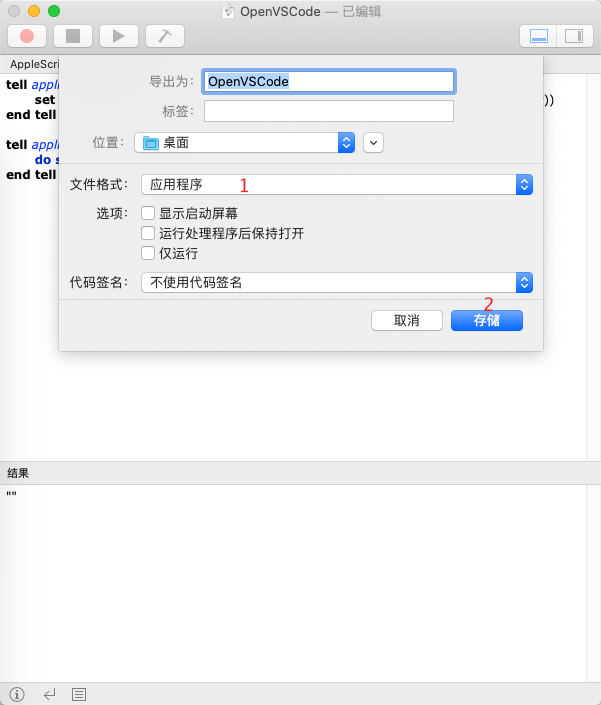 OpenVSCode — 已编辑
AppleScri
导出为: OpenVSCode
标签:
位置: 桌面
tell appli
set ))
end tell
tell appli
do s
end tell
文件格式: 应用程序 1
选项: 显示启动屏幕
运行处理程序后保持打开
仅运行
代码签名: 不使用代码签名
2
取消 存储
结果
""